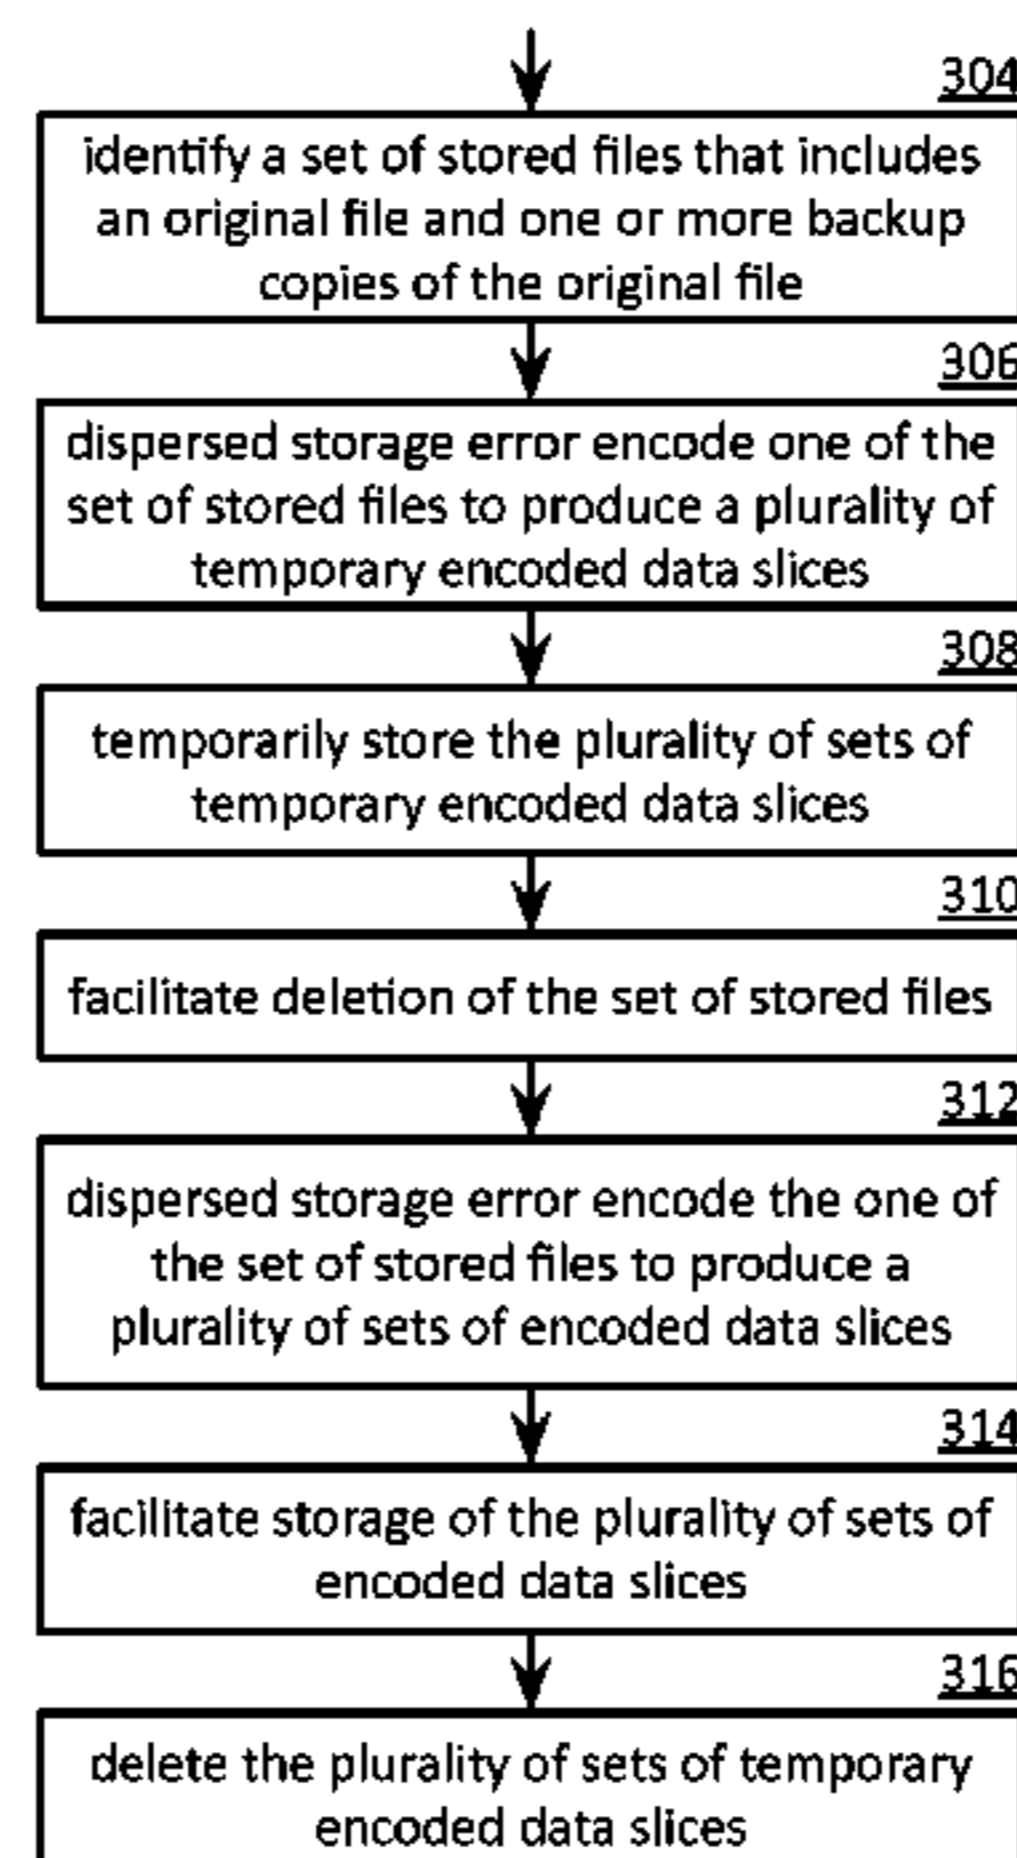 304
identify a set of stored files that includes
an original file and one or more backup
copies of the original file
306
dispersed storage error encode one of the
set of stored files to produce a plurality of
temporary encoded data slices
308
temporarily store the plurality of sets of
temporary encoded data slices
310
facilitate deletion of the set of stored files
312
dispersed storage error encode the one of
the set of stored files to produce a
plurality of sets of encoded data slices
314
facilitate storage of the plurality of sets of
encoded data slices
316
delete the plurality of sets of temporary
encoded data slices